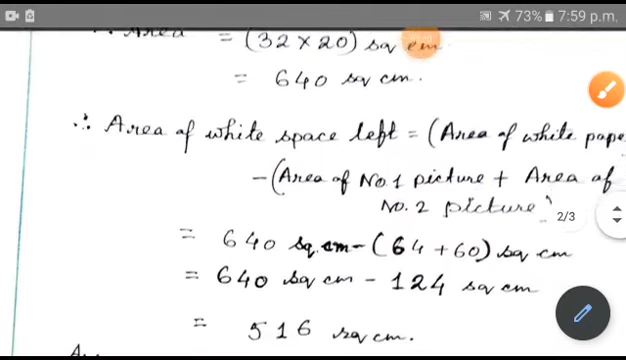 73% 7:59 p.m.
∴ Area = (32 × 20) sq cm
= 640 sq cm.
∴ Area of white space left = (Area of white pape
- (Area of No.1 picture + Area of
No. 2 picture)
2/3
= 640 sq. cm - (64 + 60) sq cm
= 640 sq cm - 124 sq cm
= 516 sq cm.